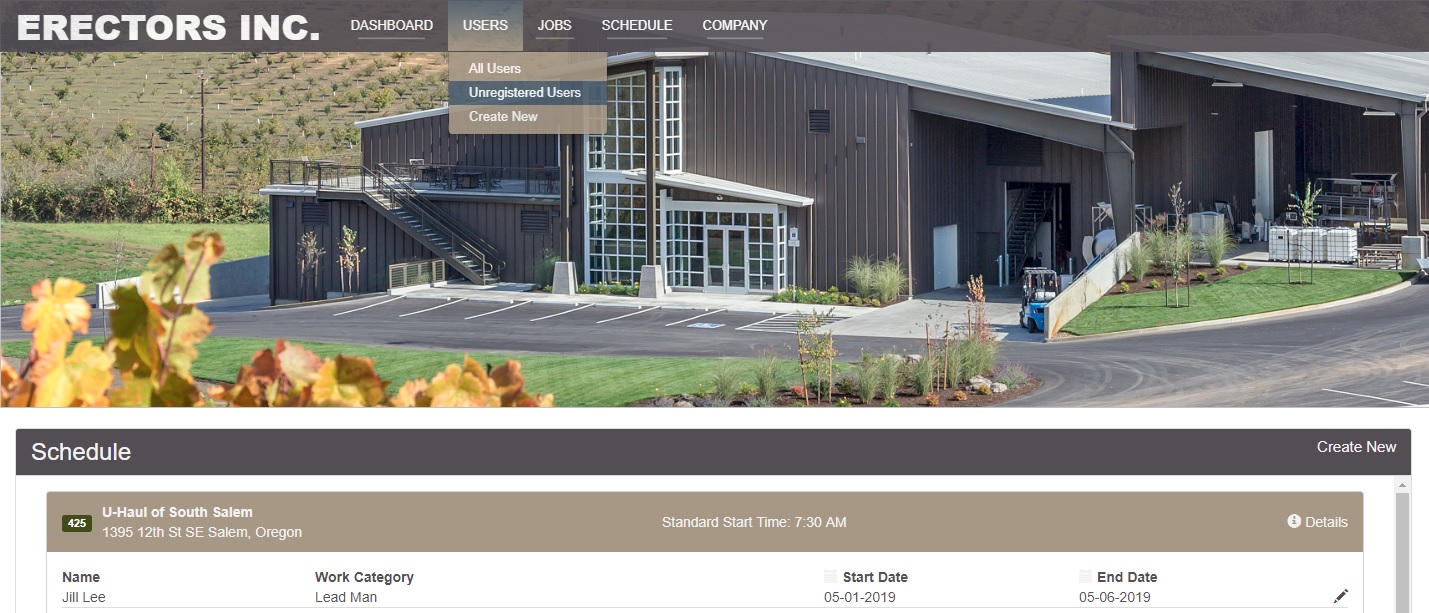 ERECTORS INC. DASHBOARD USERS JOBS SCHEDULE COMPANY
All Users
Unregistered Users
Create New
Schedule Create New
425 U-Haul of South Salem
1395 12th St SE Salem, Oregon Standard Start Time: 7:30 AM Details
Name Work Category Start Date End Date
Jill Lee Lead Man 05-01-2019 05-06-2019